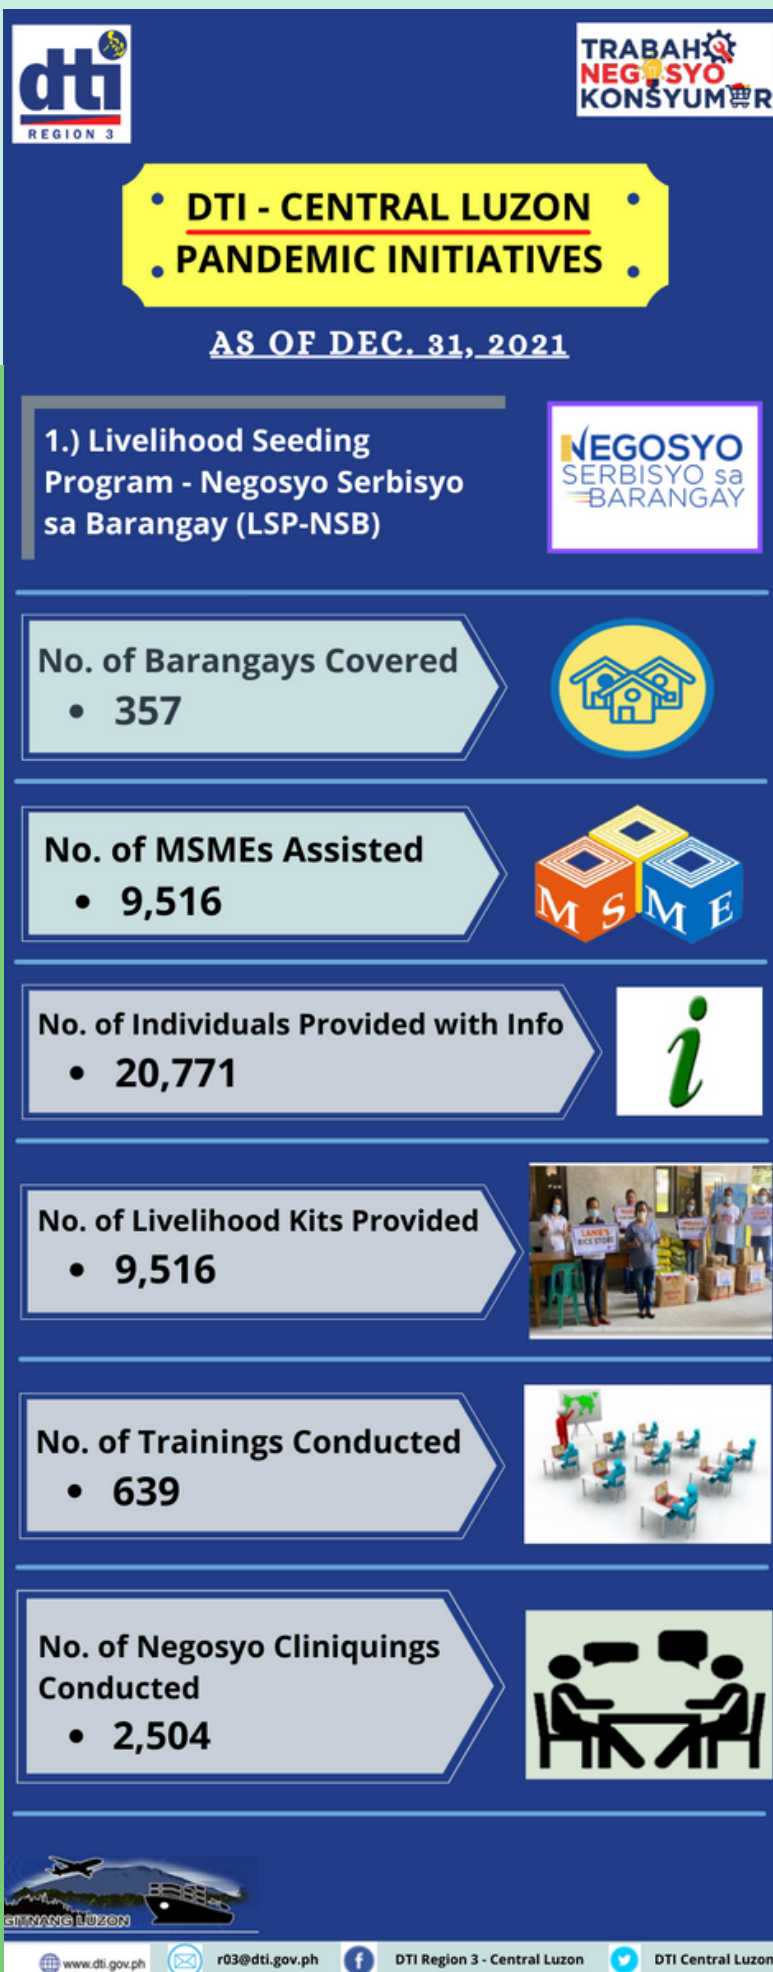 dti
REGION 3
TRABAHO
NEGOSYO
KONSYUMER
DTI - CENTRAL LUZON
PANDEMIC INITIATIVES
AS OF DEC. 31, 2021
1.) Livelihood Seeding
Program - Negosyo Serbisyo
sa Barangay (LSP-NSB)
NEGOSYO
SERBISYO sa
BARANGAY
No. of Barangays Covered
• 357
No. of MSMEs Assisted
• 9,516
M S M E
No. of Individuals Provided with Info
• 20,771
i
No. of Livelihood Kits Provided
• 9,516
LANIE'S
RICE STORE
No. of Trainings Conducted
• 639
No. of Negosyo Cliniquings
Conducted
• 2,504
GITNANG LUZON
www.dti.gov.ph r03@dti.gov.ph DTI Region 3 - Central Luzon DTI Central Luzon